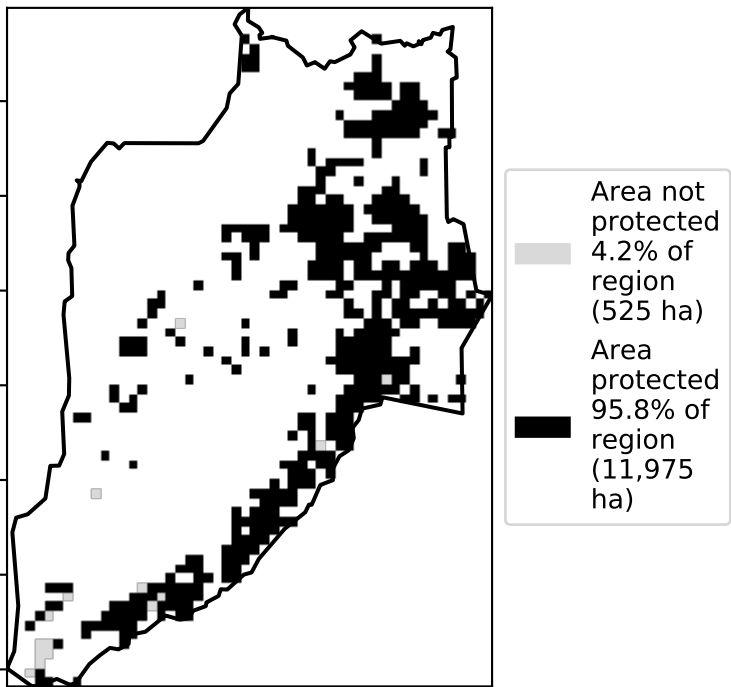 Area not
protected
4.2% of
region
(525 ha)
Area
protected
95.8% of
region
(11,975
ha)